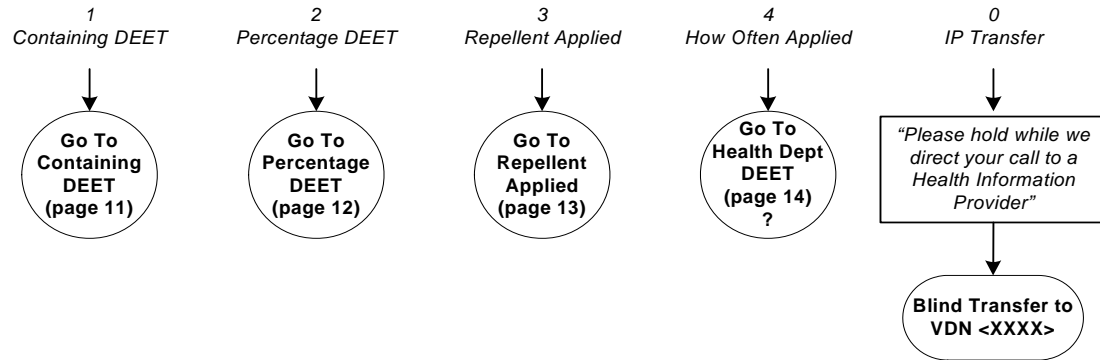 1
Containing DEET
2
Percentage DEET
3
Repellent Applied
4
How Often Applied
0
IP Transfer
Go To
Containing
DEET
(page 11)
Go To
Percentage
DEET
(page 12)
Go To
Repellent
Applied
(page 13)
Go To
Health Dept
DEET
(page 14)
?
“Please hold while we
direct your call to a
Health Information
Provider”
Blind Transfer to
VDN <XXXX>